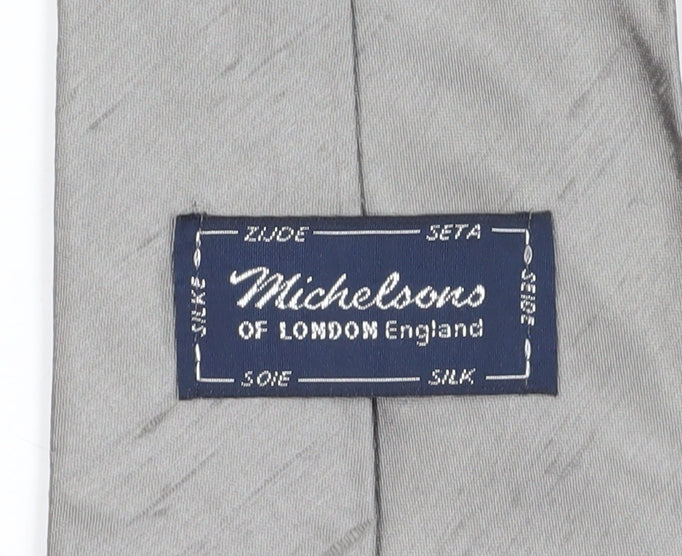 ZIJDE SETA
SILKE
Michelsons
OF LONDON England
SEIDE
SOIE SILK